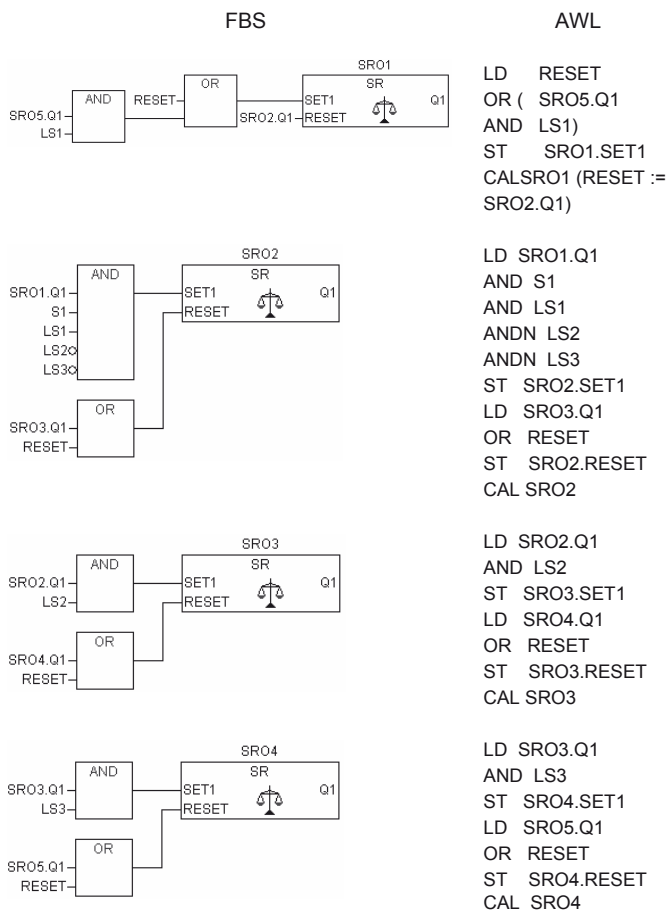 FBS AWL
SRO1
AND OR SR
RESET SET1 Q1
SRO5.Q1 SRO2.Q1 RESET
LS1
LD RESET
OR ( SRO5.Q1
AND LS1)
ST SRO1.SET1
CALSRO1 (RESET :=
SRO2.Q1)
SRO2
AND SR
SRO1.Q1 SET1 Q1
S1 RESET
LS1
LS2
LS3
OR
SRO3.Q1
RESET
LD SRO1.Q1
AND S1
AND LS1
ANDN LS2
ANDN LS3
ST SRO2.SET1
LD SRO3.Q1
OR RESET
ST SRO2.RESET
CAL SRO2
SRO3
AND SR
SRO2.Q1 SET1 Q1
LS2 RESET
OR
SRO4.Q1
RESET
LD SRO2.Q1
AND LS2
ST SRO3.SET1
LD SRO4.Q1
OR RESET
ST SRO3.RESET
CAL SRO3
SRO4
AND SR
SRO3.Q1 SET1 Q1
LS3 RESET
OR
SRO5.Q1
RESET
LD SRO3.Q1
AND LS3
ST SRO4.SET1
LD SRO5.Q1
OR RESET
ST SRO4.RESET
CAL SRO4